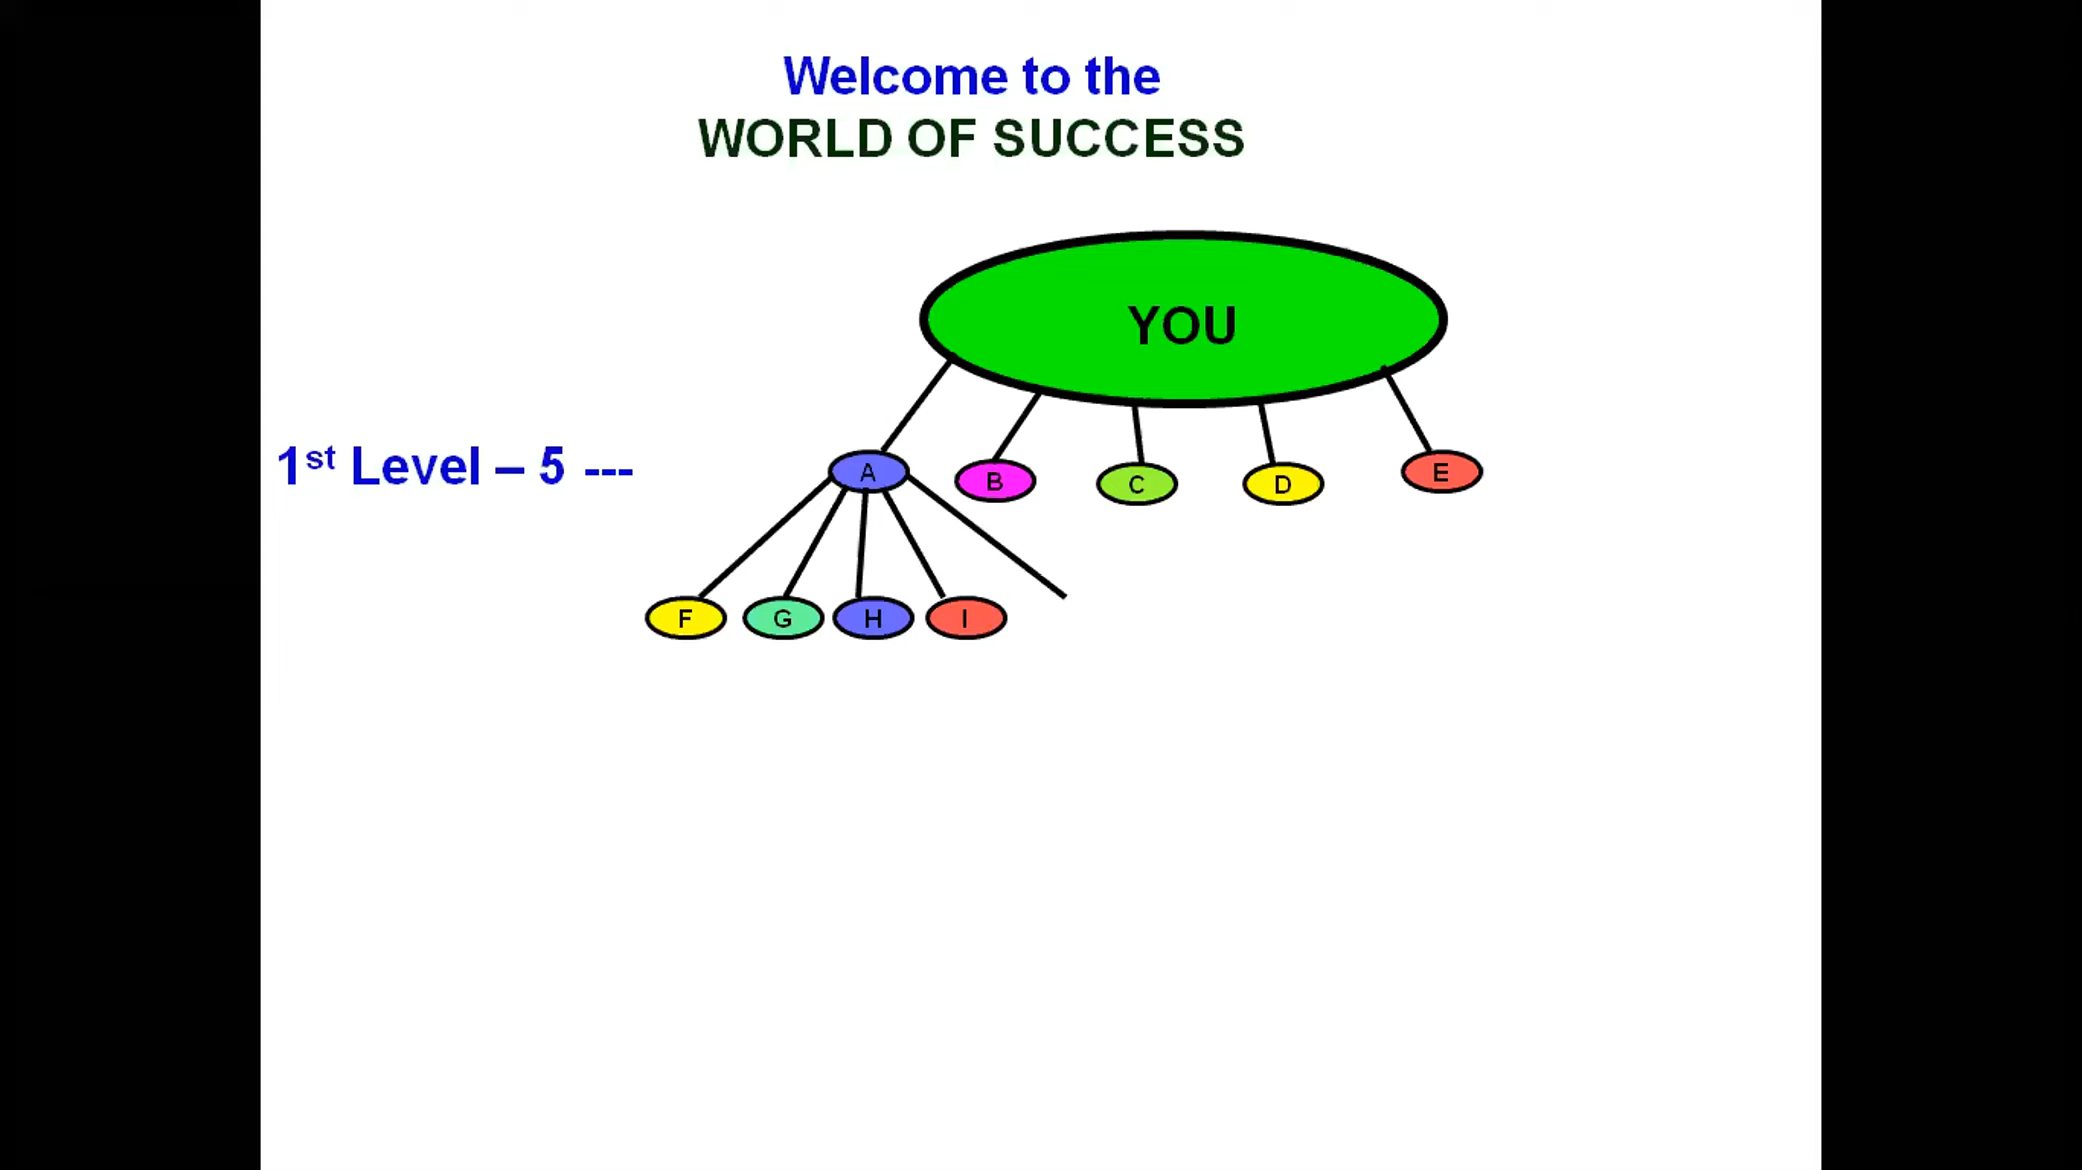 Welcome to the
WORLD OF SUCCESS
YOU
1st Level – 5 ---
A
B
C
D
E
F
G
H
I